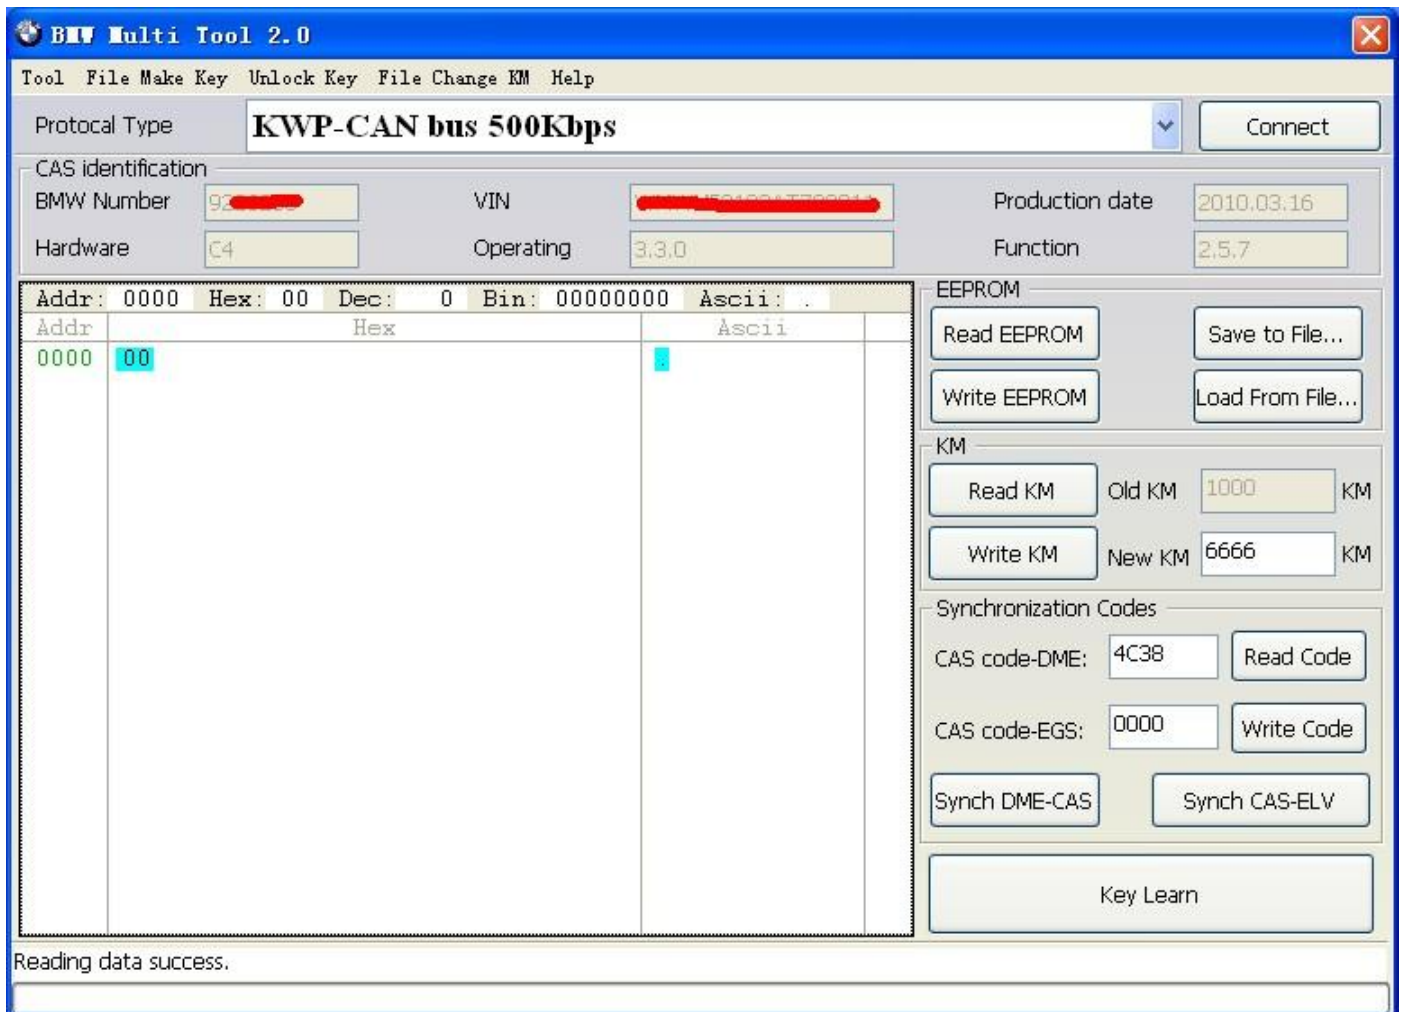 BMW Multi Tool 2.0
Tool File Make Key Unlock Key File Change KM Help
Protocal Type KWP-CAN bus 500Kbps Connect
CAS identification
BMW Number 92 VIN Production date 2010.03.16
Hardware C4 Operating 3.3.0 Function 2.5.7
Addr: 0000 Hex: 00 Dec: 0 Bin: 00000000 Ascii: .
Addr Hex Ascii
0000 00 .
EEPROM
Read EEPROM Save to File...
Write EEPROM Load From File...
KM
Read KM Old KM 1000 KM
Write KM New KM 6666 KM
Synchronization Codes
CAS code-DME: 4C38 Read Code
CAS code-EGS: 0000 Write Code
Synch DME-CAS Synch CAS-ELV
Key Learn
Reading data success.